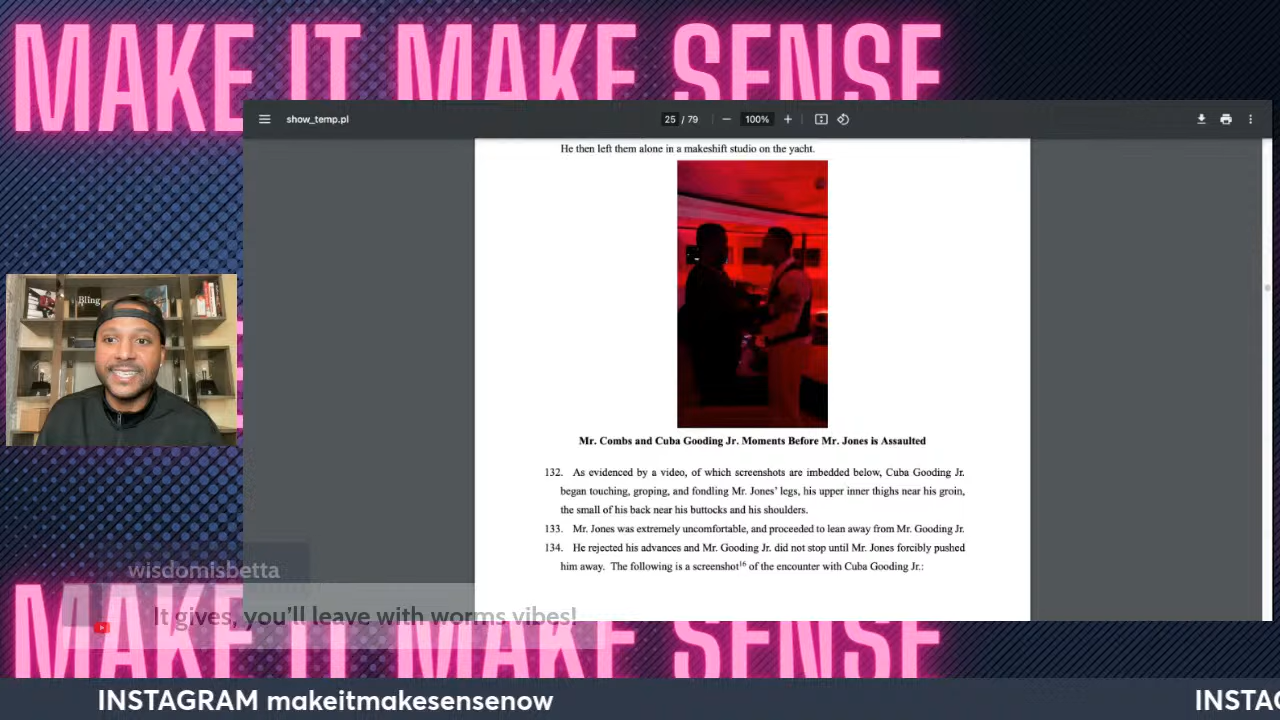 MAKE IT MAKE SENSE
show_temp.pl
25 / 79
100%
He then left them alone in a makeshift studio on the yacht.
Bling
Mr. Combs and Cuba Gooding Jr. Moments Before Mr. Jones is Assaulted
132. As evidenced by a video, of which screenshots are imbedded below, Cuba Gooding Jr.
began touching, groping, and fondling Mr. Jones' legs, his upper inner thighs near his groin,
the small of his back near his buttocks and his shoulders.
133. Mr. Jones was extremely uncomfortable, and proceeded to lean away from Mr. Gooding Jr.
134. He rejected his advances and Mr. Gooding Jr. did not stop until Mr. Jones forcibly pushed
him away. The following is a screenshot16 of the encounter with Cuba Gooding Jr.:
wisdomisbetta
It gives, you'll leave with worms vibes!
MAKE IT MAKE SENSE
INSTAGRAM makeitmakesensenow
INSTAG